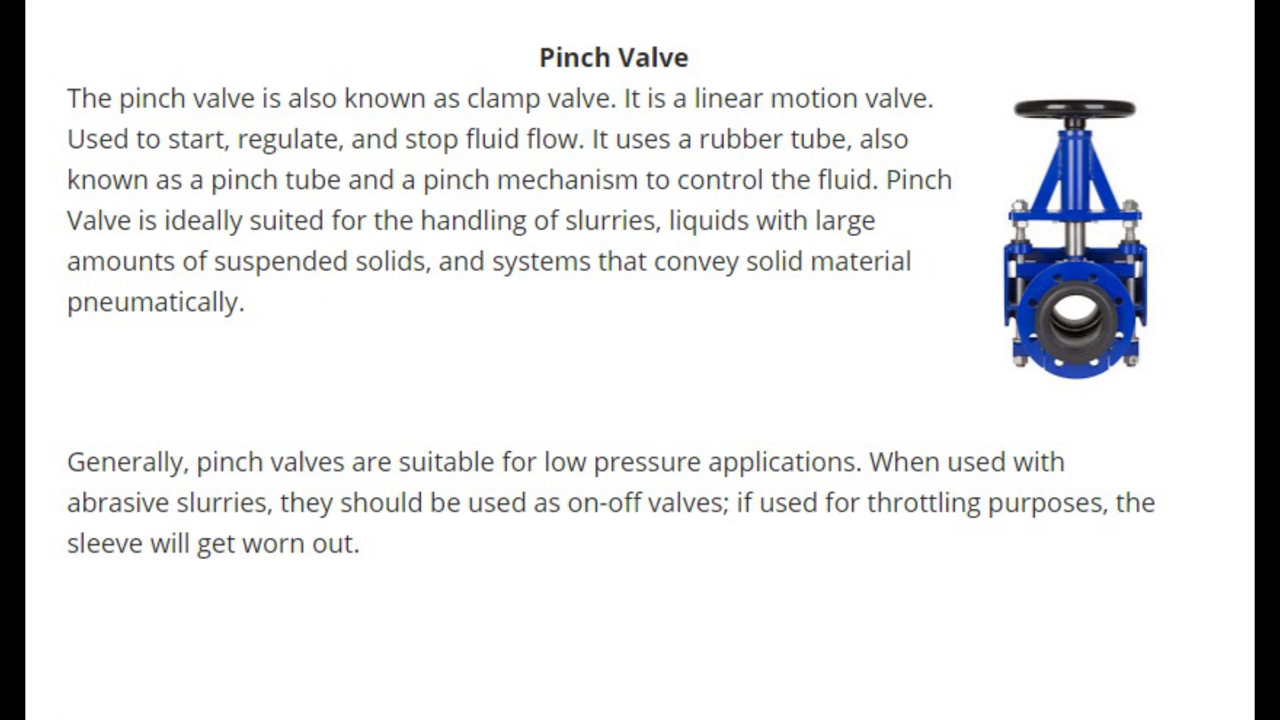 Pinch Valve
The pinch valve is also known as clamp valve. It is a linear motion valve.
Used to start, regulate, and stop fluid flow. It uses a rubber tube, also
known as a pinch tube and a pinch mechanism to control the fluid. Pinch
Valve is ideally suited for the handling of slurries, liquids with large
amounts of suspended solids, and systems that convey solid material
pneumatically.
Generally, pinch valves are suitable for low pressure applications. When used with
abrasive slurries, they should be used as on-off valves; if used for throttling purposes, the
sleeve will get worn out.